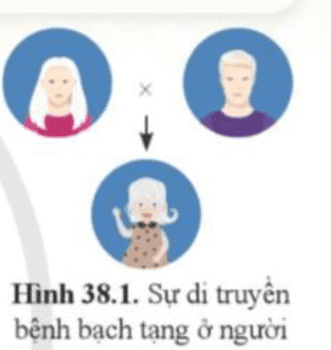 ×
Hình 38.1. Sự di truyền
bệnh bạch tạng ở người